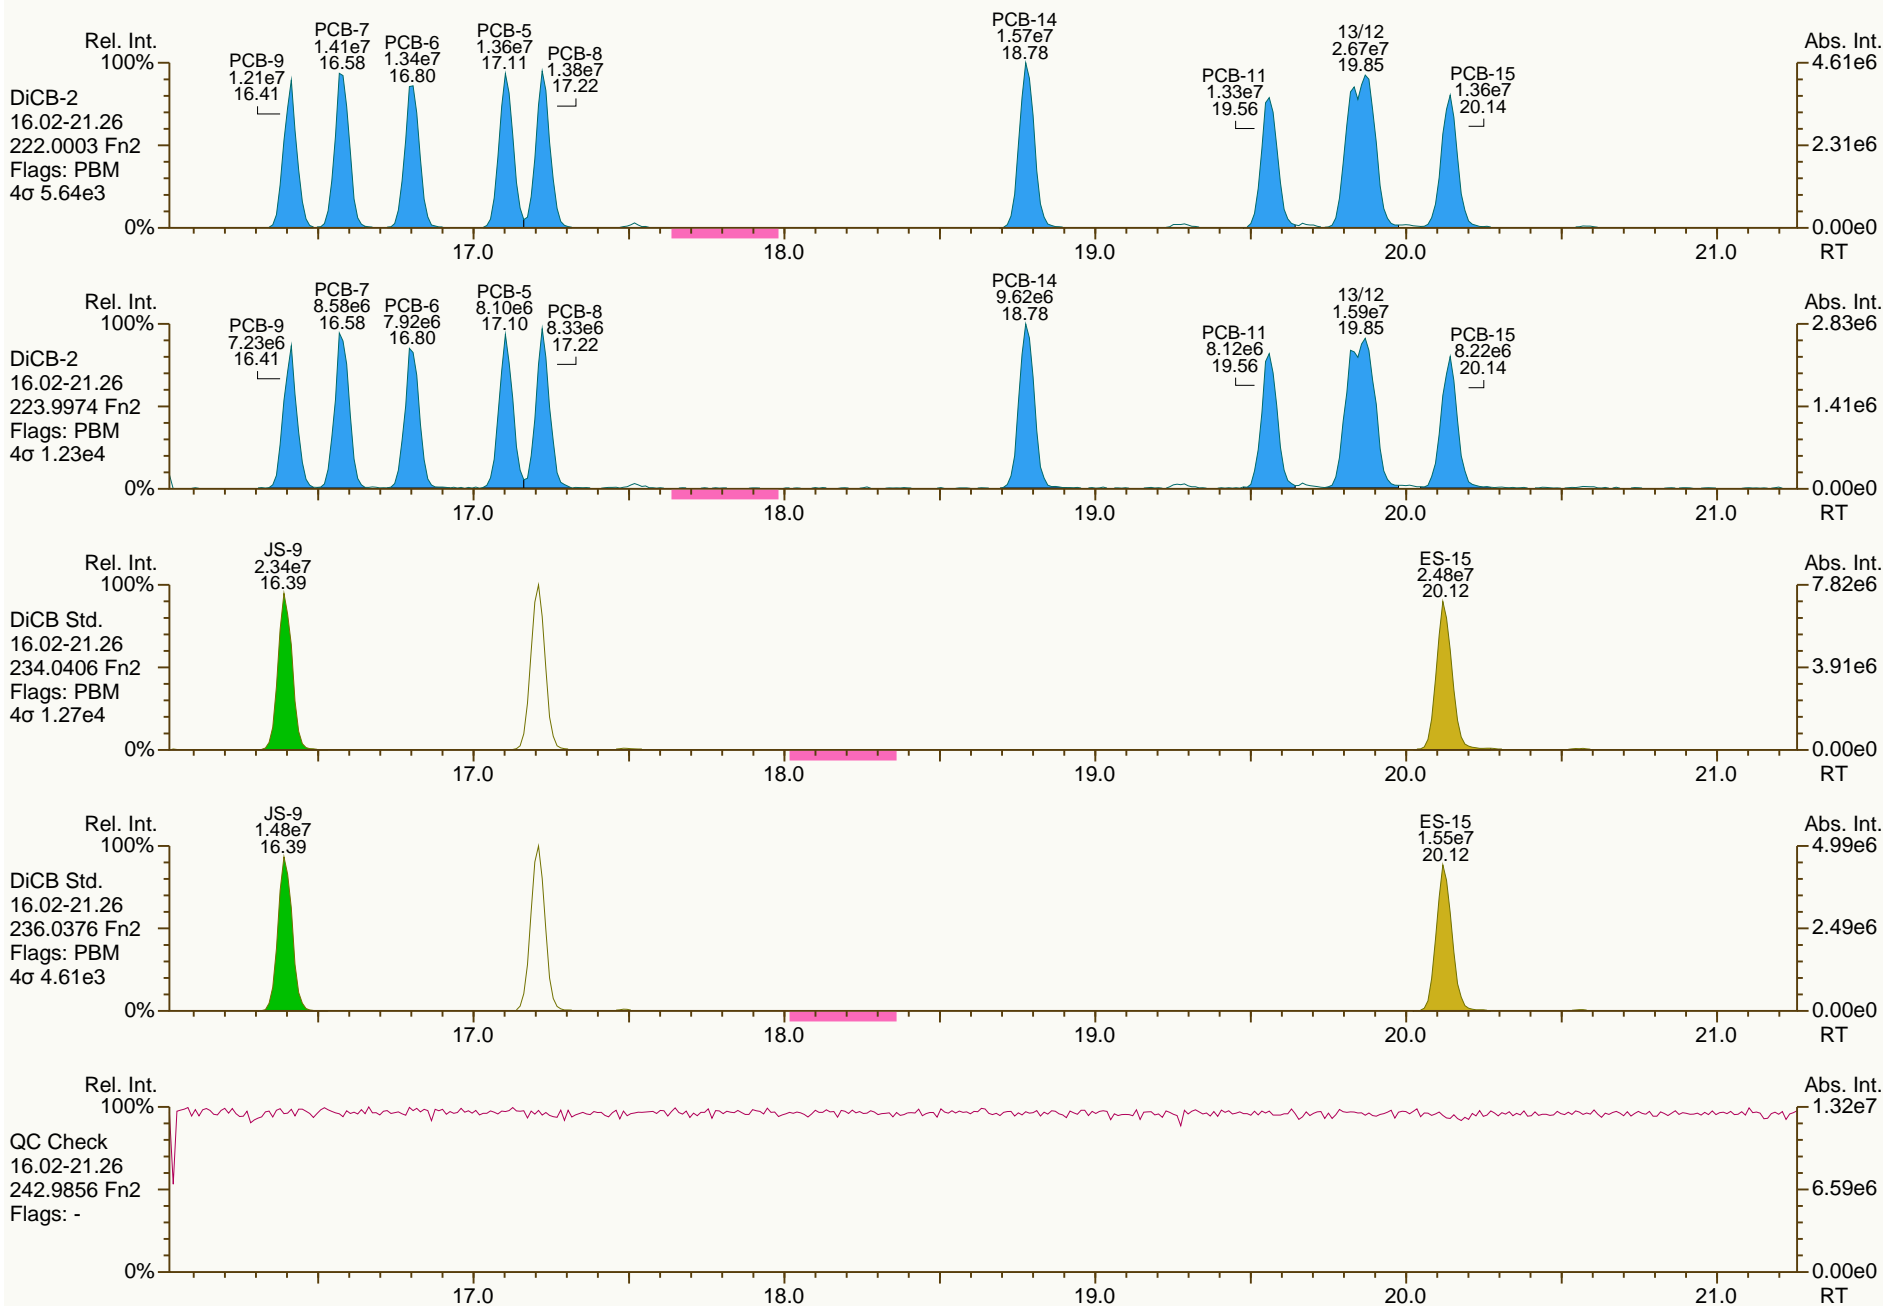 Rel. Int.
100%
0%
DiCB-2
16.02-21.26
222.0003 Fn2
Flags: PBM
4σ 5.64e3
PCB-9
1.21e7
16.41
PCB-7
1.41e7
16.58
PCB-6
1.34e7
16.80
PCB-5
1.36e7
17.11
PCB-8
1.38e7
17.22
PCB-14
1.57e7
18.78
PCB-11
1.33e7
19.56
13/12
2.67e7
19.85
PCB-15
1.36e7
20.14
Abs. Int.
4.61e6
2.31e6
0.00e0
17.0 18.0 19.0 20.0 21.0 RT
Rel. Int.
100%
0%
DiCB-2
16.02-21.26
223.9974 Fn2
Flags: PBM
4σ 1.23e4
PCB-9
7.23e6
16.41
PCB-7
8.58e6
16.58
PCB-6
7.92e6
16.80
PCB-5
8.10e6
17.10
PCB-8
8.33e6
17.22
PCB-14
9.62e6
18.78
PCB-11
8.12e6
19.56
13/12
1.59e7
19.85
PCB-15
8.22e6
20.14
Abs. Int.
2.83e6
1.41e6
0.00e0
17.0 18.0 19.0 20.0 21.0 RT
Rel. Int.
100%
0%
DiCB Std.
16.02-21.26
234.0406 Fn2
Flags: PBM
4σ 1.27e4
JS-9
2.34e7
16.39
ES-15
2.48e7
20.12
Abs. Int.
7.82e6
3.91e6
0.00e0
17.0 18.0 19.0 20.0 21.0 RT
Rel. Int.
100%
0%
DiCB Std.
16.02-21.26
236.0376 Fn2
Flags: PBM
4σ 4.61e3
JS-9
1.48e7
16.39
ES-15
1.55e7
20.12
Abs. Int.
4.99e6
2.49e6
0.00e0
17.0 18.0 19.0 20.0 21.0 RT
Rel. Int.
100%
0%
QC Check
16.02-21.26
242.9856 Fn2
Flags: -
Abs. Int.
1.32e7
6.59e6
0.00e0
17.0 18.0 19.0 20.0 21.0 RT